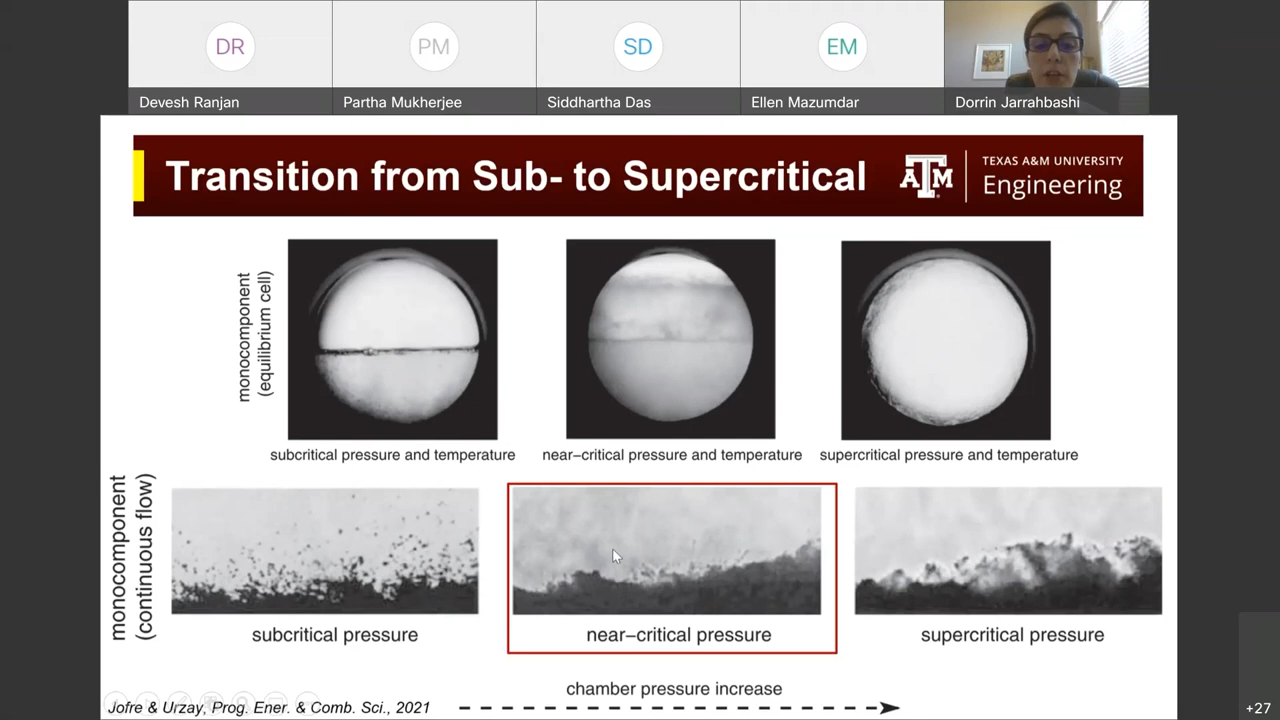 DR
PM
SD
EM
Devesh Ranjan
Partha Mukherjee
Siddhartha Das
Ellen Mazumdar
Dorrin Jarrahbashi
Transition from Sub- to Supercritical
ATM
TEXAS A&M UNIVERSITY
Engineering
monocomponent
(equilibrium cell)
subcritical pressure and temperature
near-critical pressure and temperature
supercritical pressure and temperature
monocomponent
(continuous flow)
subcritical pressure
near-critical pressure
supercritical pressure
chamber pressure increase
Jofre & Urzay, Prog. Ener. & Comb. Sci., 2021
+27